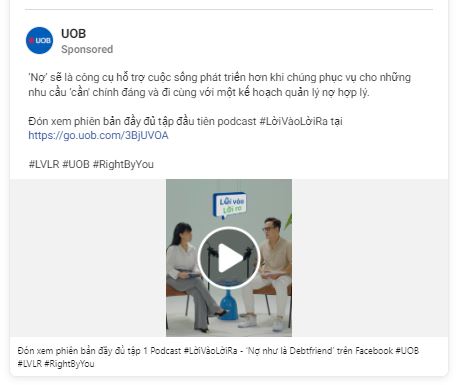 UOB
UOB
Sponsored
'Nợ' sẽ là công cụ hỗ trợ cuộc sống phát triển hơn khi chúng phục vụ cho những
nhu cầu 'cần' chính đáng và đi cùng với một kế hoạch quản lý nợ hợp lý.
Đón xem phiên bản đầy đủ tập đầu tiên podcast #LờiVàoLờiRa tại
https://go.uob.com/3BjUVOA
#LVLR #UOB #RightByYou
Lời vào
Lời ra
Đón xem phiên bản đầy đủ tập 1 Podcast #LờiVàoLờiRa - 'Nợ như là Debtfriend' trên Facebook #UOB
#LVLR #RightByYou